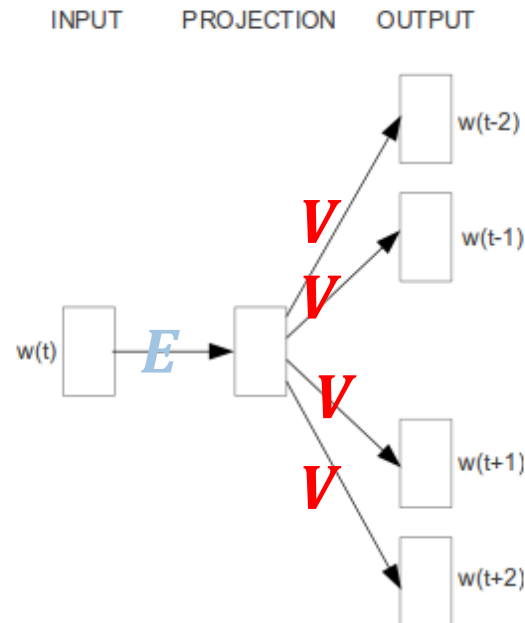 INPUT PROJECTION OUTPUT
w(t-2)
V
w(t-1)
V
w(t) E
V
w(t+1)
V
w(t+2)